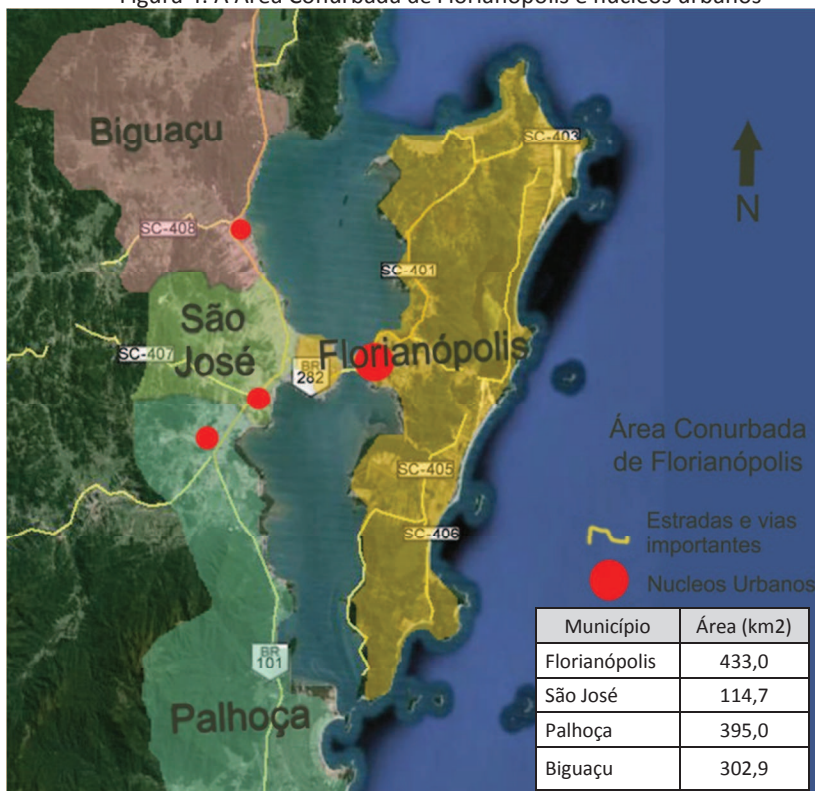 Figura 4: A Área Conurbada de Florianópolis e núcleos urbanos
Biguaçu
SC-403
N
SC-408
SC-401
São
José
SC-407
Florianópolis
BR
282
Área Conurbada
de Florianópolis
SC-405
SC-406
Estradas e vias
importantes
Nucleos Urbanos
BR
101
Palhoça
Município Área (km2)
Florianópolis 433,0
São José 114,7
Palhoça 395,0
Biguaçu 302,9